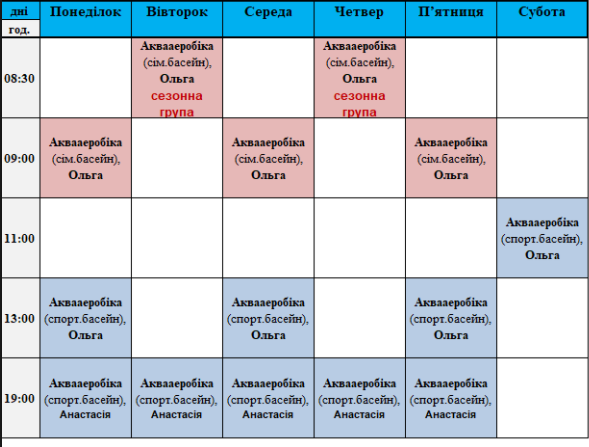 дні Понеділок Вівторок Середа Четвер П’ятниця Субота
год.
08:30
Аквааеробіка
(сім.басейн),
Ольга
сезонна
група
Аквааеробіка
(сім.басейн),
Ольга
сезонна
група
09:00
Аквааеробіка
(сім.басейн),
Ольга
Аквааеробіка
(сім.басейн),
Ольга
Аквааеробіка
(сім.басейн),
Ольга
11:00
Аквааеробіка
(спорт.басейн),
Ольга
13:00
Аквааеробіка
(спорт.басейн),
Ольга
Аквааеробіка
(спорт.басейн),
Ольга
Аквааеробіка
(спорт.басейн),
Ольга
19:00
Аквааеробіка
(спорт.басейн),
Анастасія
Аквааеробіка
(спорт.басейн),
Анастасія
Аквааеробіка
(спорт.басейн),
Анастасія
Аквааеробіка
(спорт.басейн),
Анастасія
Аквааеробіка
(спорт.басейн),
Анастасія